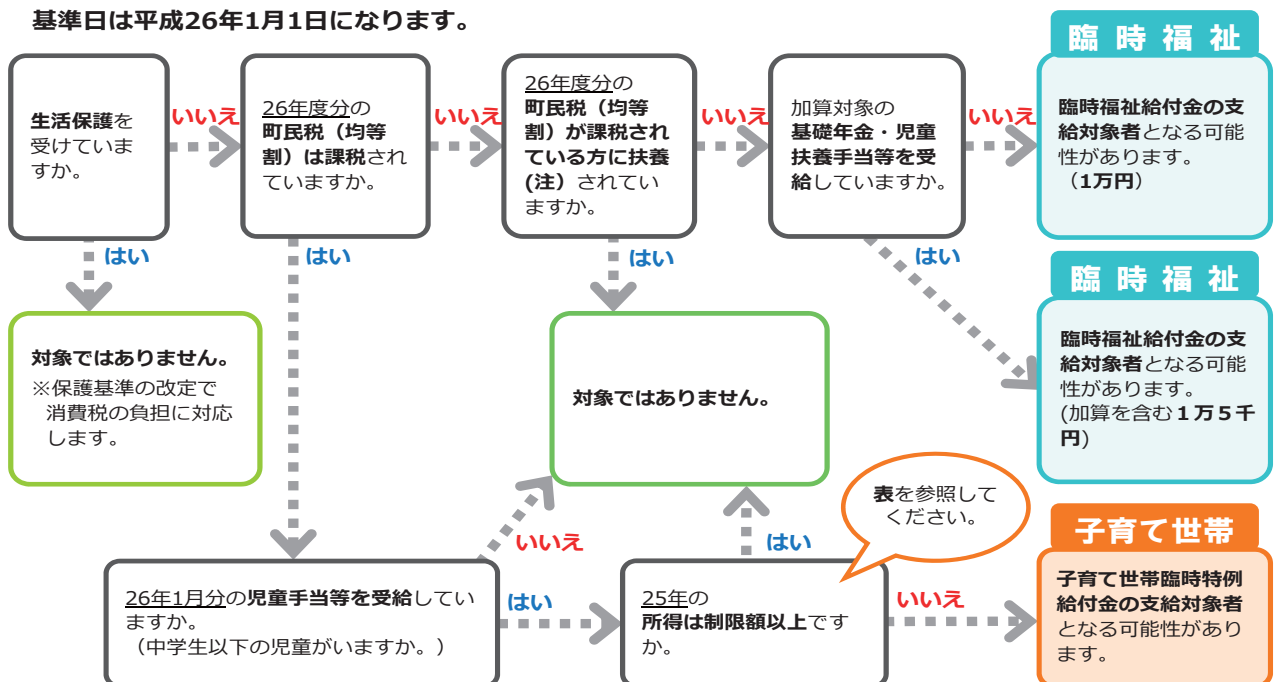 基準日は平成26年1月1日になります。
生活保護を
受けていま
すか。
いいえ
はい
26年度分の
町民税（均等
割）は課税され
ていますか。
いいえ
はい
26年度分の
町民税（均等
割）が課税され
ている方に扶養
(注）されてい
ますか。
いいえ
はい
加算対象の
基礎年金・児童
扶養手当等を受
給していますか。
いいえ
はい
臨時福祉
臨時福祉給付金の支
給対象者となる可能
性があります。
（1万円）
臨時福祉
臨時福祉給付金の支
給対象者となる可能
性があります。
(加算を含む１万５千
円)
対象ではありません。
※保護基準の改定で
消費税の負担に対応
します。
対象ではありません。
表を参照して
ください。
いいえ
はい
26年1月分の児童手当等を受給してい
ますか。
（中学生以下の児童がいますか。）
はい
25年の
所得は制限額以上です
か。
いいえ
子育て世帯
子育て世帯臨時特例
給付金の支給対象者
となる可能性があり
ます。